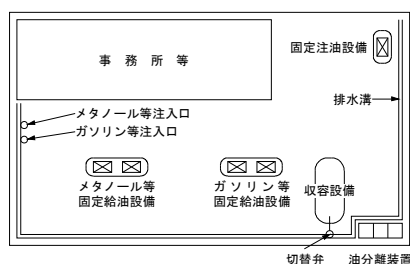 事務所等
固定注油設備
排水溝
メタノール等注入口
ガソリン等注入口
メタノール等
固定給油設備
ガソリン等
固定給油設備
収容設備
切替弁
油分離装置